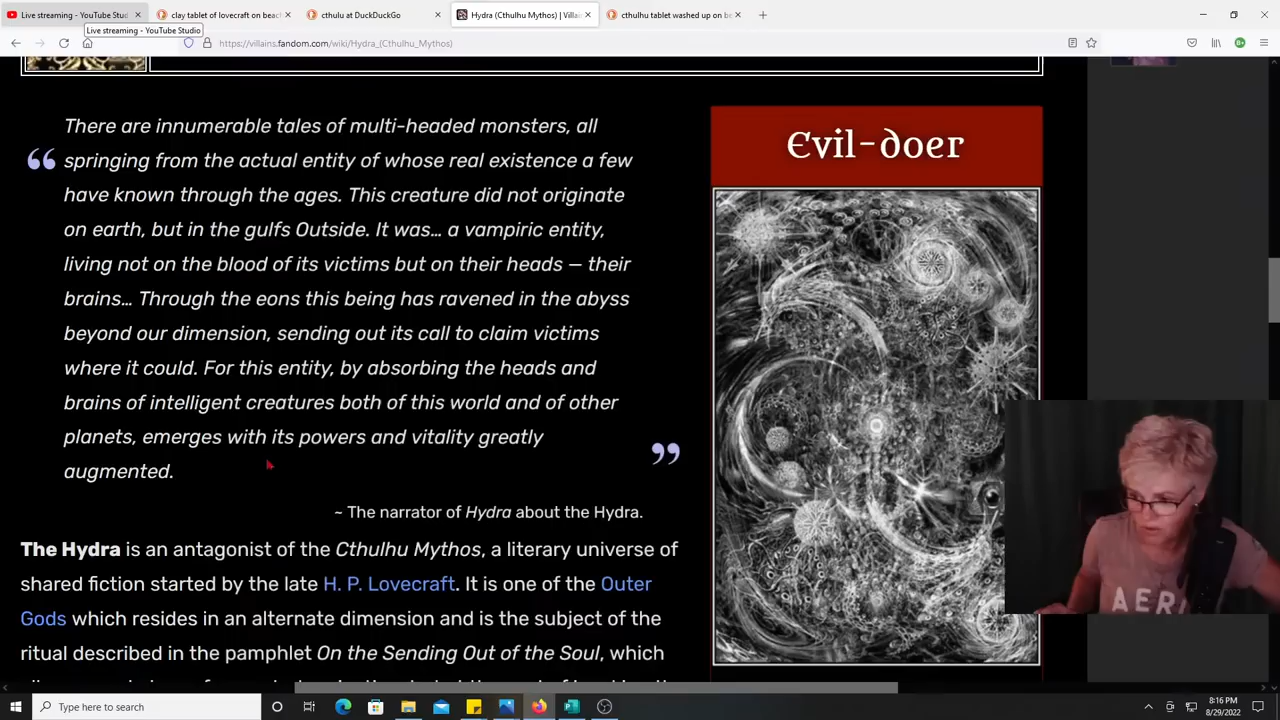 Live streaming - YouTube Studio
clay tablet of lovecraft on beach
cthulu at DuckDuckGo
Hydra (Cthulhu Mythos) | Villains
cthulhu tablet washed up on be
Live streaming - YouTube Studio
https://villains.fandom.com/wiki/Hydra_(Cthulhu_Mythos)
There are innumerable tales of multi-headed monsters, all
“ springing from the actual entity of whose real existence a few
have known through the ages. This creature did not originate
on earth, but in the gulfs Outside. It was… a vampiric entity,
living not on the blood of its victims but on their heads — their
brains… Through the eons this being has ravened in the abyss
beyond our dimension, sending out its call to claim victims
where it could. For this entity, by absorbing the heads and
brains of intelligent creatures both of this world and of other
planets, emerges with its powers and vitality greatly ”
augmented.
~ The narrator of Hydra about the Hydra.
The Hydra is an antagonist of the Cthulhu Mythos, a literary universe of
shared fiction started by the late H. P. Lovecraft. It is one of the Outer
Gods which resides in an alternate dimension and is the subject of the
ritual described in the pamphlet On the Sending Out of the Soul, which
Evil-doer
AERO
Type here to search
8:16 PM
8/29/2022